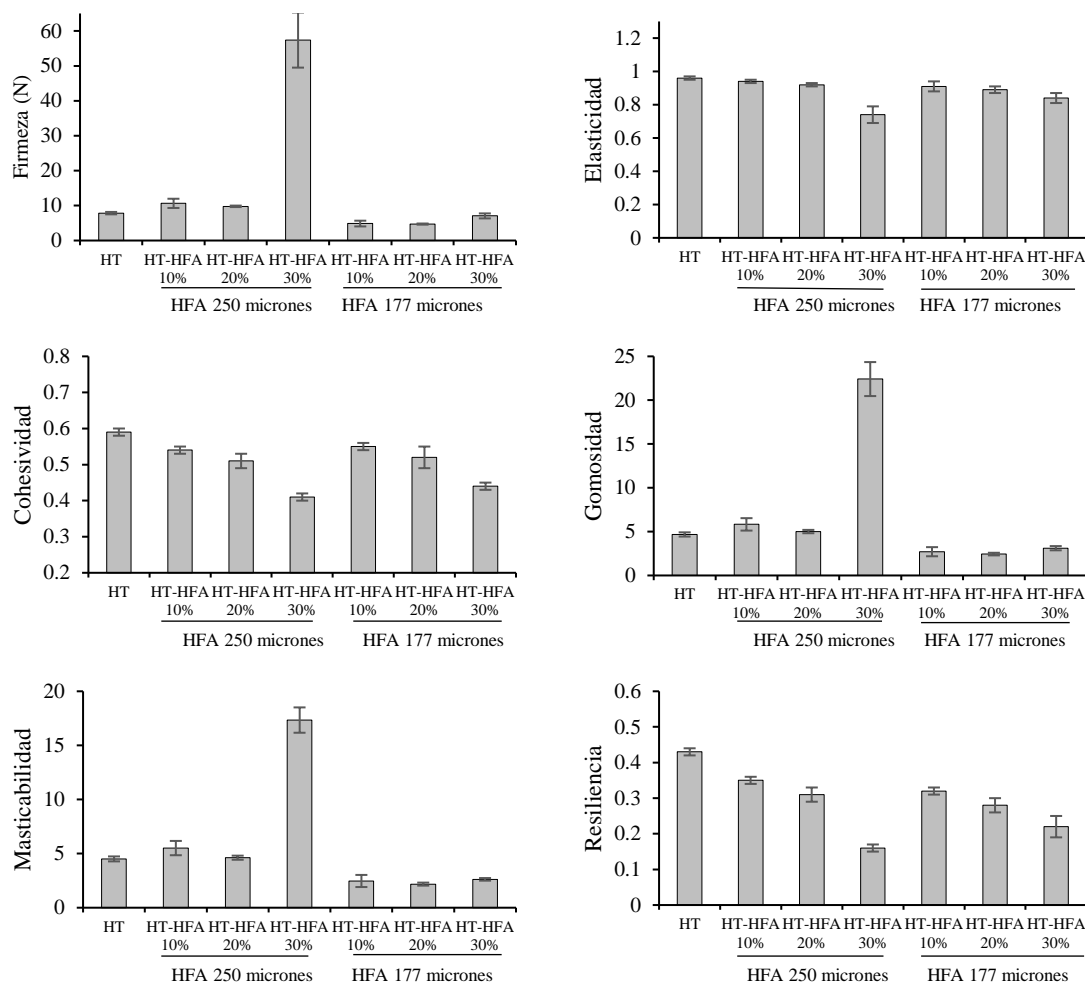 Firmeza (N)
60
50
40
30
20
10
0
HT HT-HFA HT-HFA HT-HFA HT-HFA HT-HFA HT-HFA
10% 20% 30% 10% 20% 30%
HFA 250 micrones HFA 177 micrones
Elasticidad
1.2
1
0.8
0.6
0.4
0.2
0
HT HT-HFA HT-HFA HT-HFA HT-HFA HT-HFA HT-HFA
10% 20% 30% 10% 20% 30%
HFA 250 micrones HFA 177 micrones
Cohesividad
0.8
0.7
0.6
0.5
0.4
0.3
0.2
HT HT-HFA HT-HFA HT-HFA HT-HFA HT-HFA HT-HFA
10% 20% 30% 10% 20% 30%
HFA 250 micrones HFA 177 micrones
Gomosidad
25
20
15
10
5
0
HT HT-HFA HT-HFA HT-HFA HT-HFA HT-HFA HT-HFA
10% 20% 30% 10% 20% 30%
HFA 250 micrones HFA 177 micrones
Masticabilidad
20
15
10
5
0
HT HT-HFA HT-HFA HT-HFA HT-HFA HT-HFA HT-HFA
10% 20% 30% 10% 20% 30%
HFA 250 micrones HFA 177 micrones
Resiliencia
0.6
0.5
0.4
0.3
0.2
0.1
0
HT HT-HFA HT-HFA HT-HFA HT-HFA HT-HFA HT-HFA
10% 20% 30% 10% 20% 30%
HFA 250 micrones HFA 177 micrones